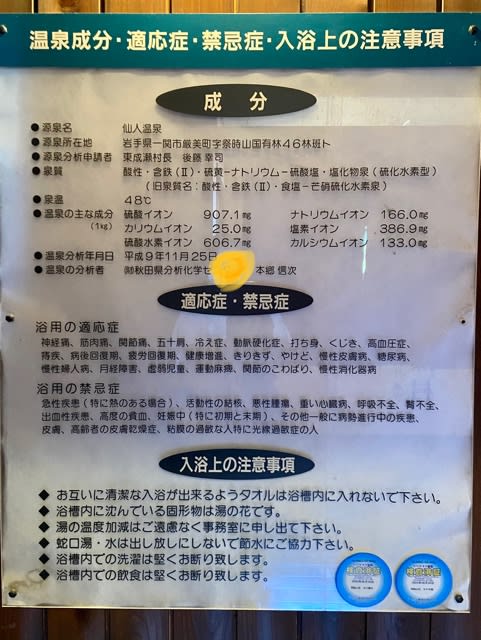 温泉成分・適応症・禁忌症・入浴上の注意事項
成分
●源泉名 仙人温泉
●源泉所在地 岩手県一関市厳美町字祭畤山国有林46林班ト
●源泉分析申請者 東成瀬村長 後藤幸司
●泉質 酸性・含鉄(Ⅱ)・硫黄-ナトリウム-硫酸塩・塩化物泉(硫化水素型)
(旧泉質名:酸性・含鉄(Ⅱ)・食塩-芒硝硫化水素泉)
●泉温 48℃
●温泉の主な成分 硫酸イオン 907.1mg ナトリウムイオン 166.0mg
(1kg) カリウムイオン 25.0mg 塩素イオン 386.9mg
硫酸水素イオン 606.7mg カルシウムイオン 133.0mg
●温泉分析年月日 平成9年11月25日
●温泉の分析者 ㈶秋田県分析化学セ 本郷信次
適応症・禁忌症
浴用の適応症
神経痛、筋肉痛、関節痛、五十肩、冷え症、動脈硬化症、打ち身、くじき、高血圧症、
痔疾、病後回復期、疲労回復期、健康増進、きりきず、やけど、慢性皮膚病、糖尿病、
慢性婦人病、月経障害、虚弱児童、運動麻痺、関節のこわばり、慢性消化器病
浴用の禁忌症
急性疾患(特に熱のある場合)、活動性の結核、悪性腫瘍、重い心臓病、呼吸不全、腎不全、
出血性疾患、高度の貧血、妊娠中(特に初期と末期)、その他一般に病勢進行中の疾患、
皮膚、高齢者の皮膚乾燥症、粘膜の過敏な人特に光線過敏症の人
入浴上の注意事項
◆お互いに清潔な入浴が出来るようタオルは浴槽内に入れないで下さい。
◆浴槽内に沈んでいる固形物は湯の花です。
◆湯の温度加減はご遠慮なく事務室に申し出て下さい。
◆蛇口湯・水は出し放しにしないで節水にご協力下さい。
◆浴槽内での洗濯は堅くお断り致します。
◆浴槽内での飲食は堅くお断り致します。